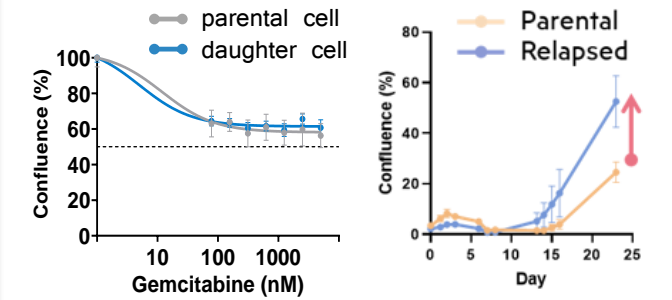 parental cell
daughter cell
Confluence (%)
100
80
60
40
20
0
10 100 1000
Gemcitabine (nM)
Parental
Relapsed
Confluence (%)
80
60
40
20
0
0 5 10 15 20 25
Day